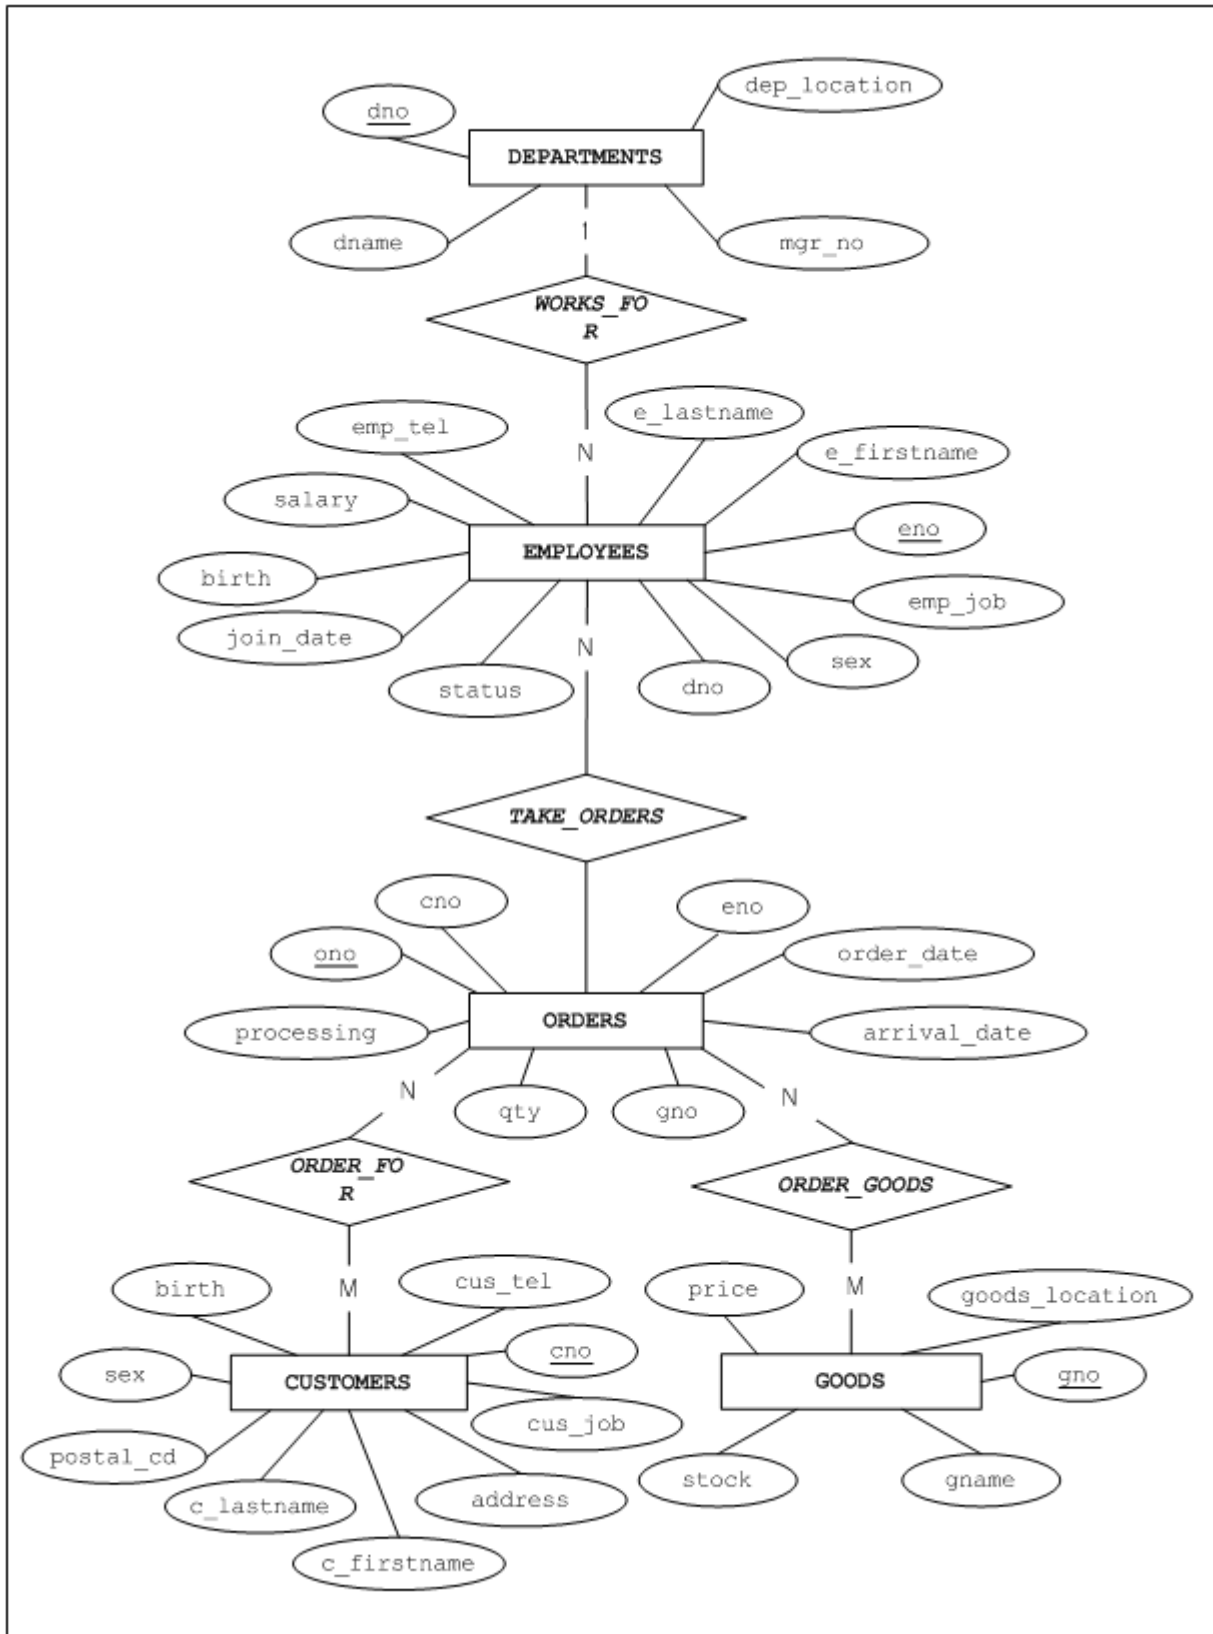 dep_location
dno
DEPARTMENTS
dname
1
mgr_no
WORKS_FO
R
e_lastname
emp_tel
N
e_firstname
salary
eno
EMPLOYEES
birth
emp_job
join_date
N
sex
status
dno
TAKE_ORDERS
cno
eno
ono
order_date
processing
ORDERS
arrival_date
N
qty
gno
N
ORDER_FO
R
ORDER_GOODS
birth
M
cus_tel
price
M
goods_location
cno
sex
CUSTOMERS
GOODS
gno
cus_job
postal_cd
c_lastname
address
stock
gname
c_firstname